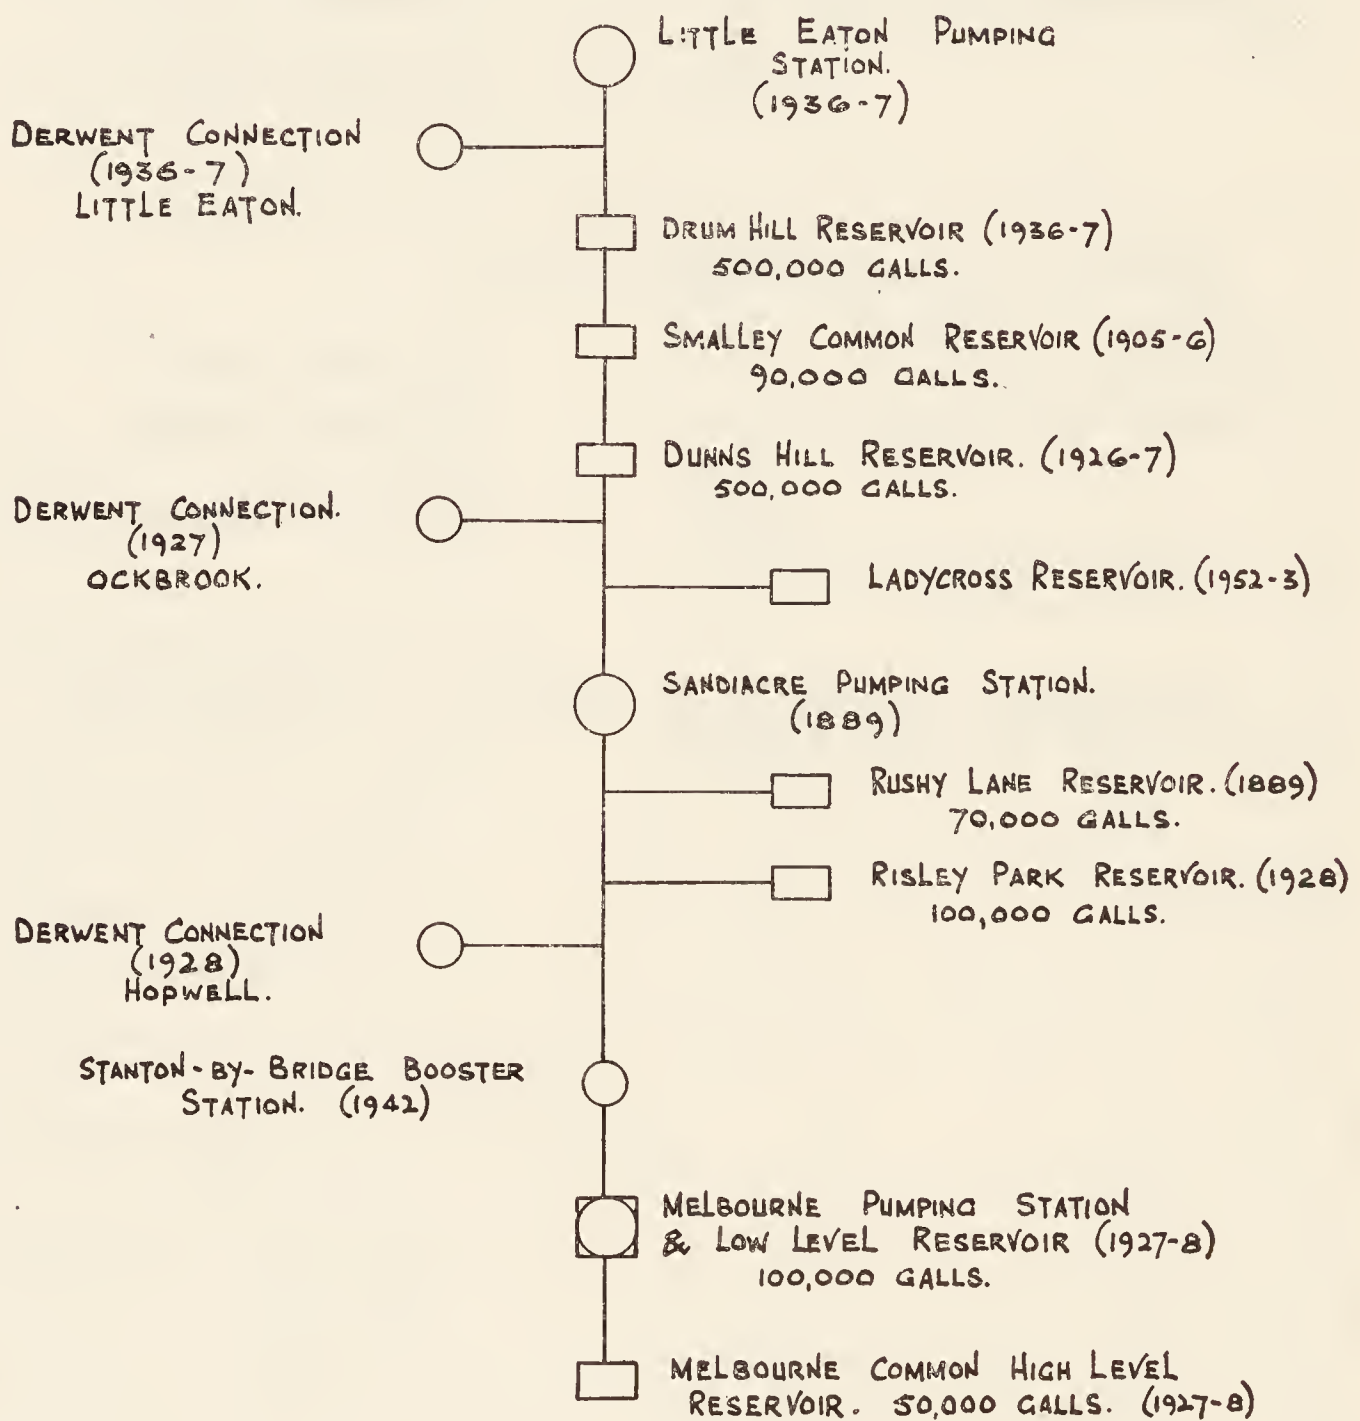 LITTLE EATON PUMPING
STATION.
(1936-7)
DERWENT CONNECTION
(1936-7)
LITTLE EATON.
DRUM HILL RESERVOIR (1936-7)
500,000 GALLS.
SMALLEY COMMON RESERVOIR (1905-6)
90,000 GALLS.
DUNNS HILL RESERVOIR. (1926-7)
500,000 GALLS.
DERWENT CONNECTION.
(1927)
OCKBROOK.
LADYCROSS RESERVOIR. (1952-3)
SANDIACRE PUMPING STATION.
(1889)
RUSHY LANE RESERVOIR. (1889)
70,000 GALLS.
RISLEY PARK RESERVOIR. (1928)
100,000 GALLS.
DERWENT CONNECTION
(1928)
HOPWELL.
STANTON-BY-BRIDGE BOOSTER
STATION. (1942)
MELBOURNE PUMPING STATION
& LOW LEVEL RESERVOIR (1927-8)
100,000 GALLS.
MELBOURNE COMMON HIGH LEVEL
RESERVOIR. 50,000 GALLS. (1927-8)